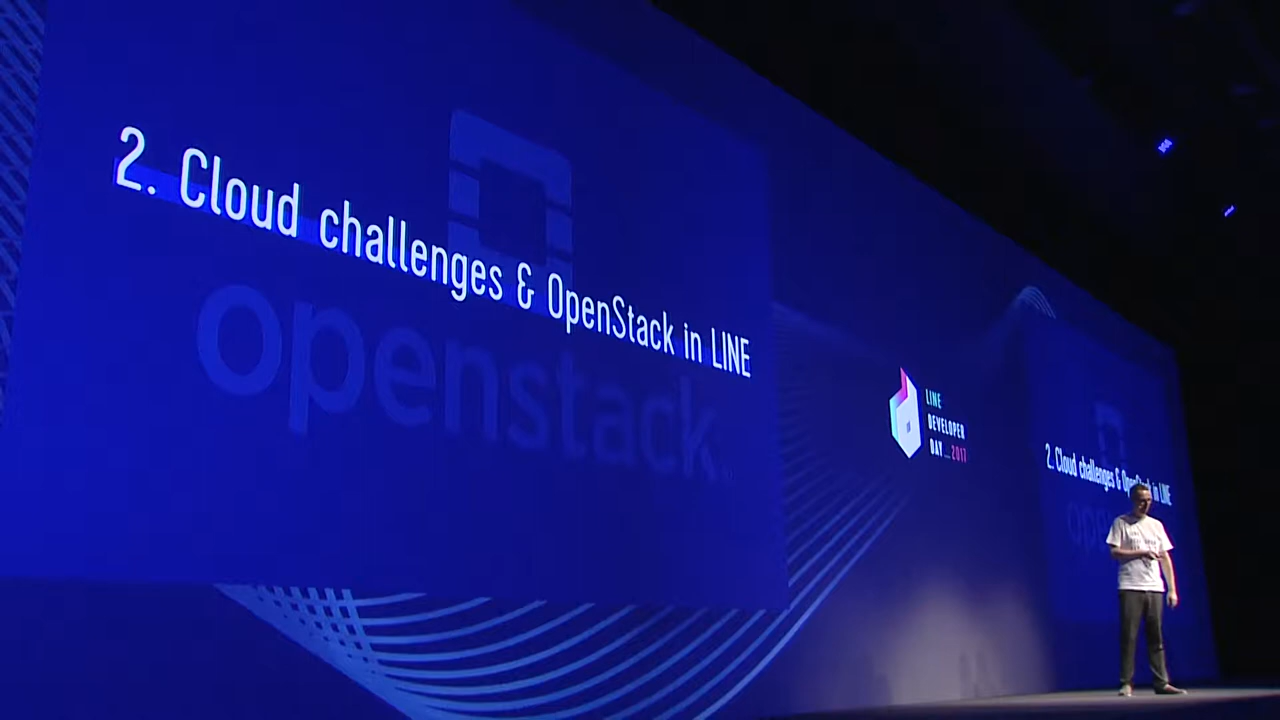 2. Cloud challenges & OpenStack in LINE
openstack
LINE
DEVELOPER
DAY_2017
2. Cloud challenges & OpenStack in LINE